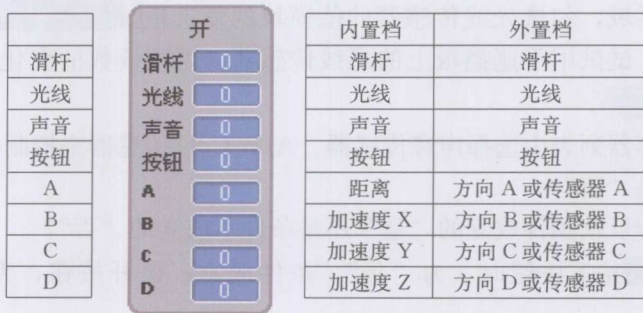 开 内置档 外置档
滑杆 滑杆 0 滑杆 滑杆
光线 光线 0 光线 光线
声音 声音 0 声音 声音
按钮 按钮 0 按钮 按钮
A A 0 距离 方向 A 或传感器 A
B B 0 加速度 X 方向 B 或传感器 B
C C 0 加速度 Y 方向 C 或传感器 C
D D 0 加速度 Z 方向 D 或传感器 D